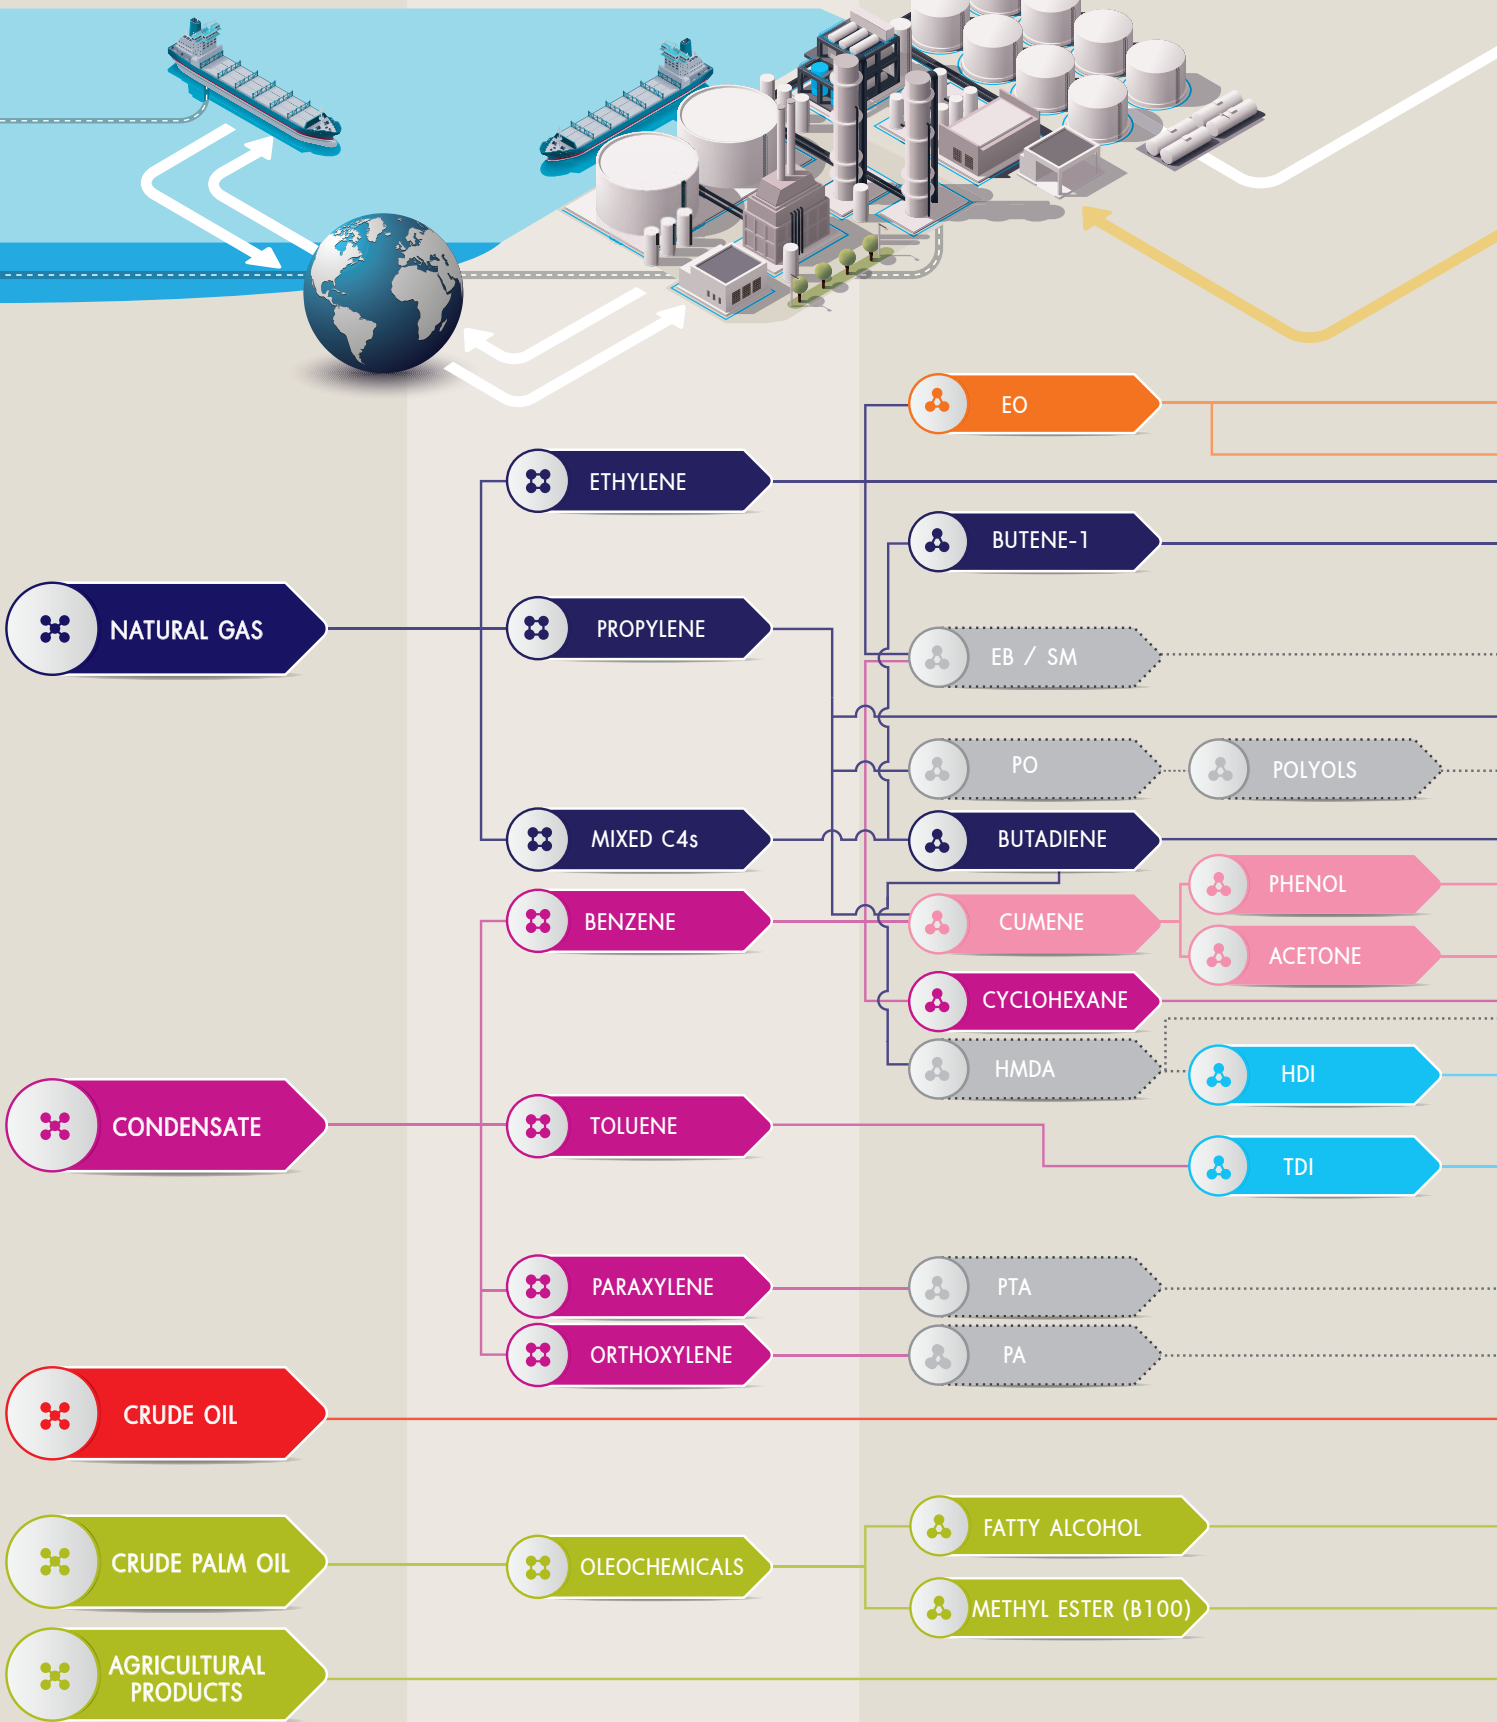 EO
ETHYLENE
BUTENE-1
NATURAL GAS
PROPYLENE
EB / SM
PO
POLYOLS
MIXED C4s
BUTADIENE
PHENOL
BENZENE
CUMENE
ACETONE
CYCLOHEXANE
HMDA
HDI
CONDENSATE
TOLUENE
TDI
PARAXYLENE
PTA
ORTHOXYLENE
PA
CRUDE OIL
FATTY ALCOHOL
CRUDE PALM OIL
OLEOCHEMICALS
METHYL ESTER (B100)
AGRICULTURAL
PRODUCTS